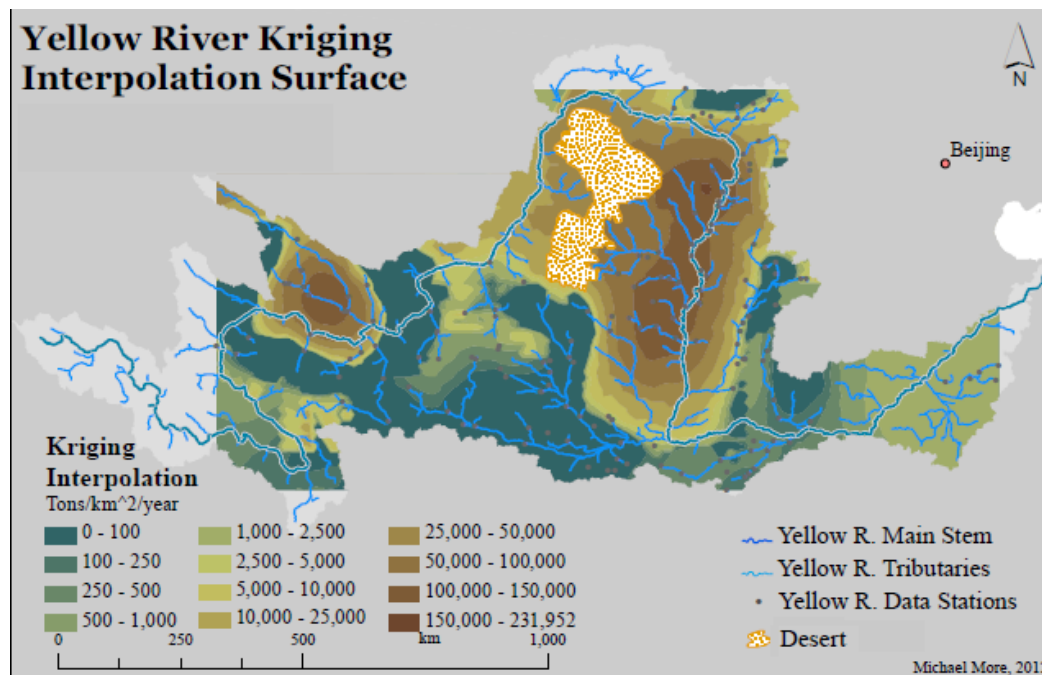 Yellow River Kriging
Interpolation Surface
N
Beijing
Kriging
Interpolation
Tons/km^2/year
0 - 100
100 - 250
250 - 500
500 - 1,000
1,000 - 2,500
2,500 - 5,000
5,000 - 10,000
10,000 - 25,000
25,000 - 50,000
50,000 - 100,000
100,000 - 150,000
150,000 - 231,952
0 250 500 km 1,000
Yellow R. Main Stem
Yellow R. Tributaries
Yellow R. Data Stations
Desert
Michael More,